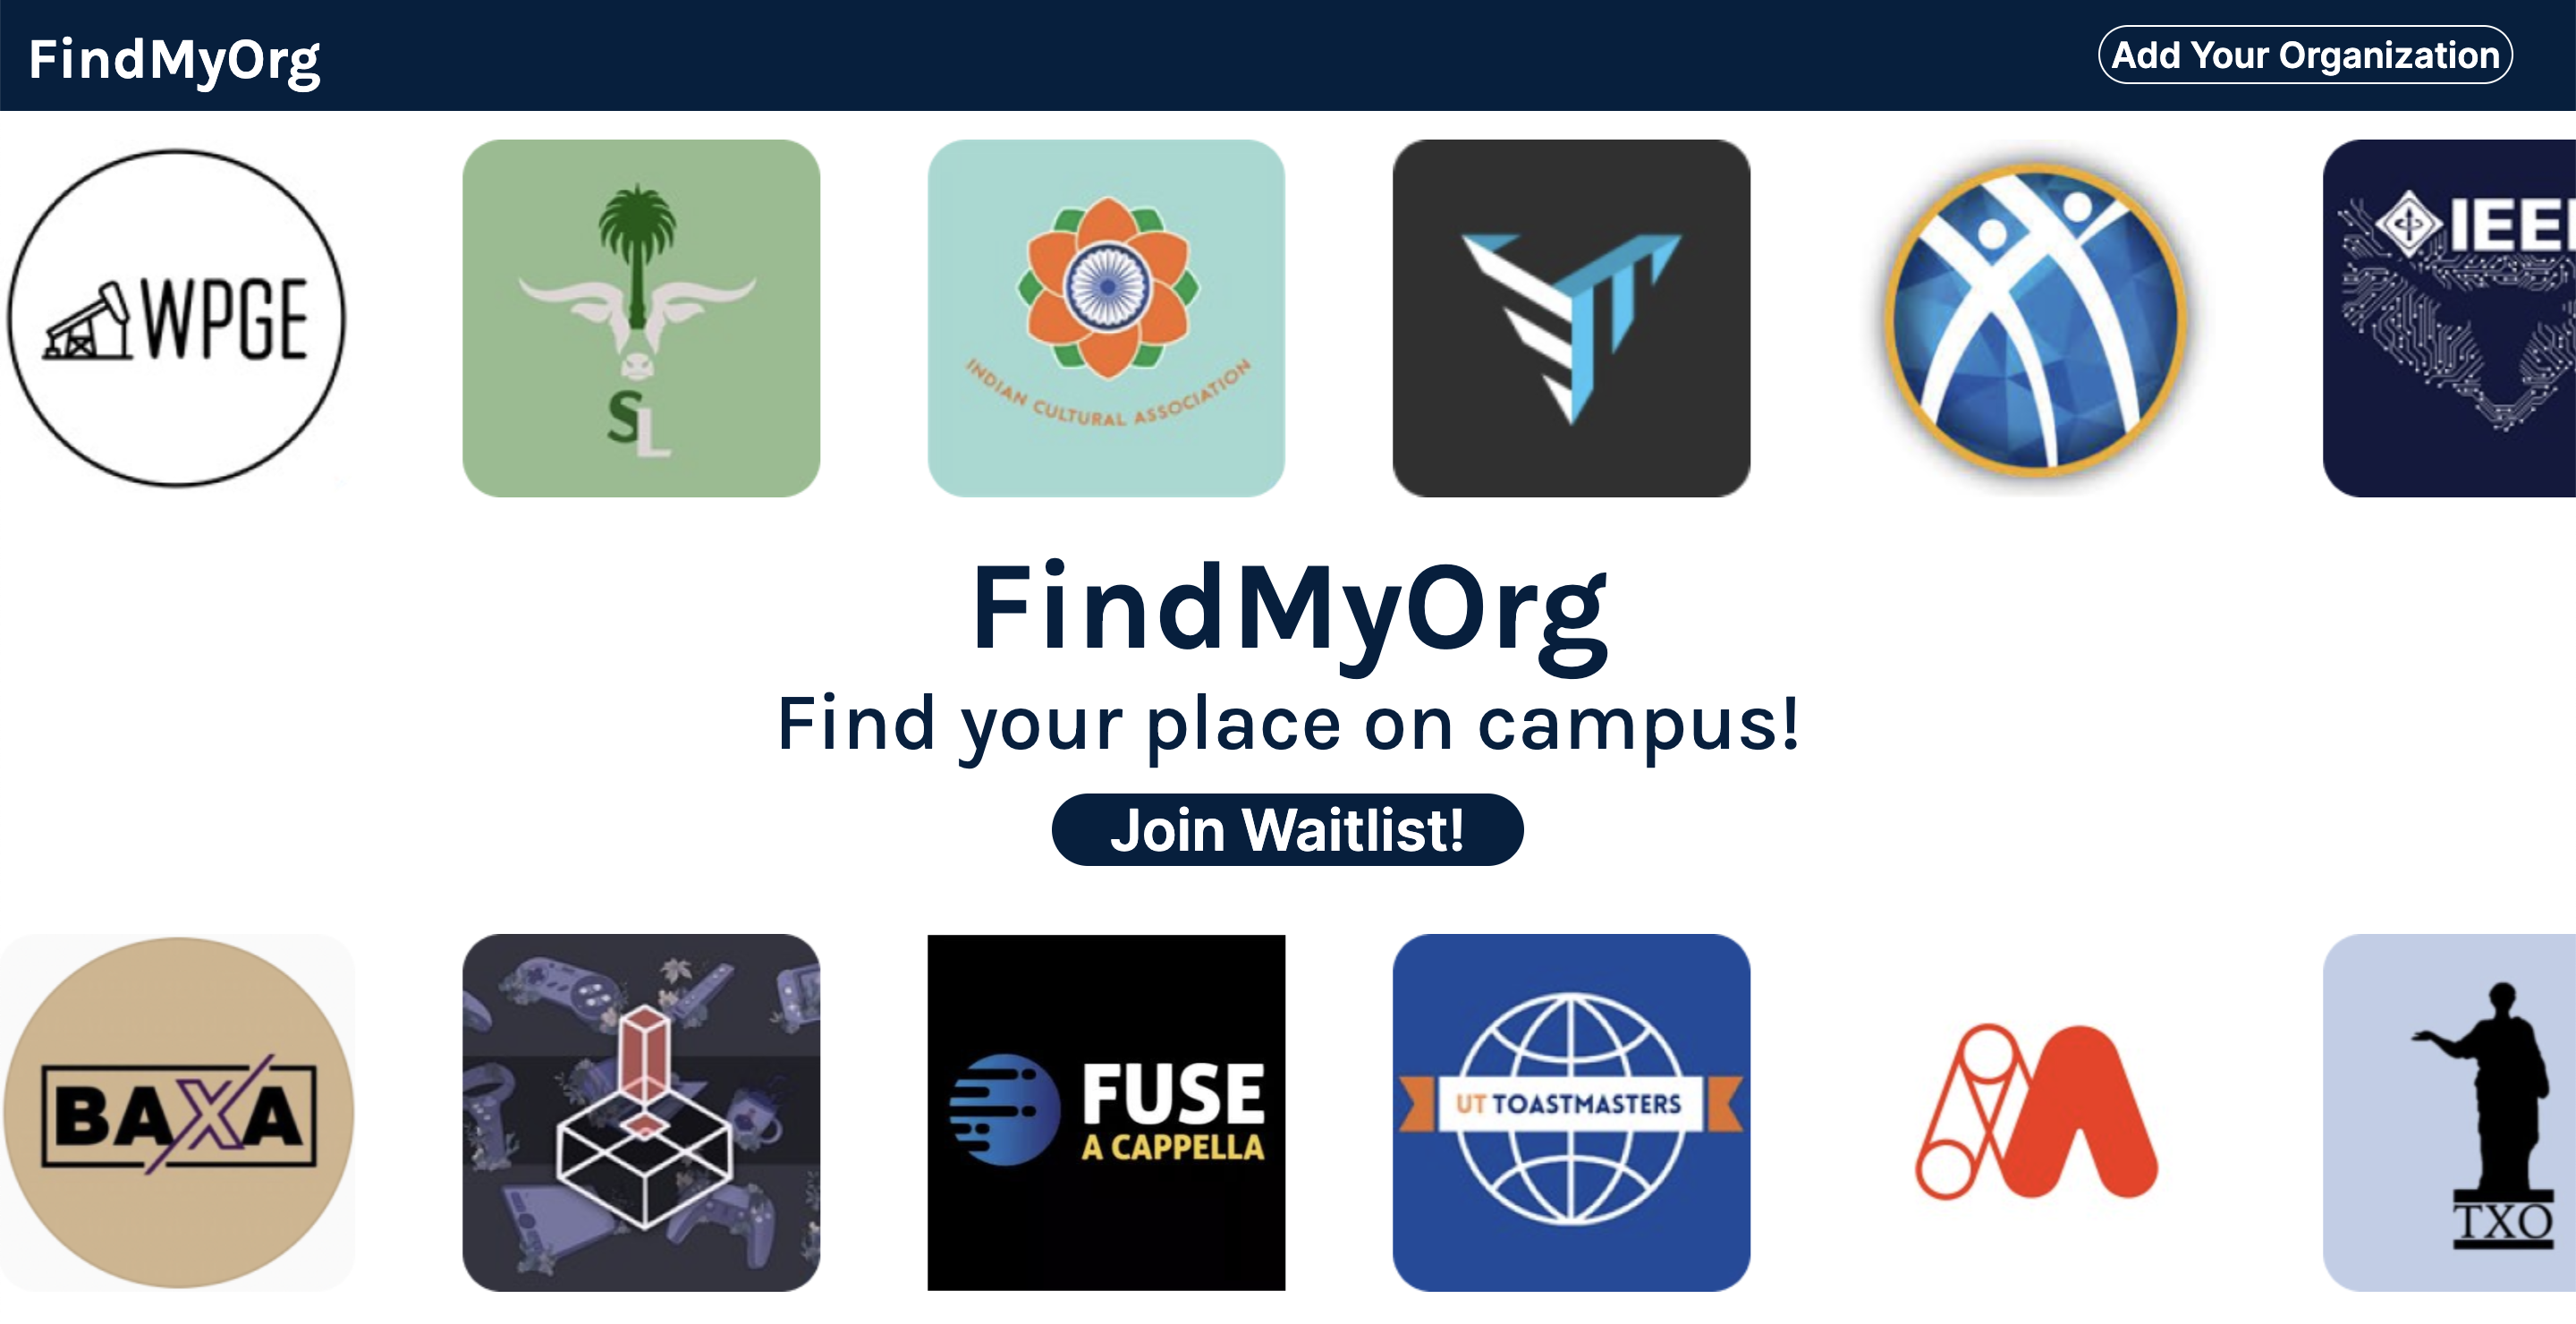 FindMyOrg
Add Your Organization
WPGE
SL
INDIAN CULTURAL ASSOCIATION
FindMyOrg
Find your place on campus!
Join Waitlist!
BAXA
FUSE
A CAPPELLA
UT TOASTMASTERS
TXO